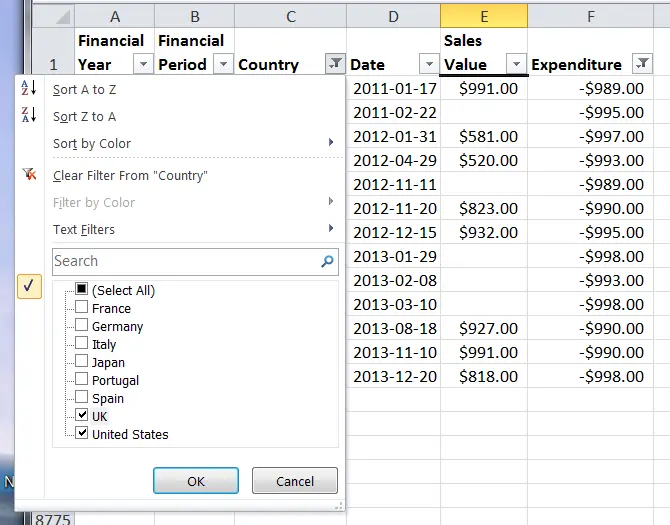 A B C D E F
Financial Financial Sales
1 Year Period Country Date Value Expenditure
Sort A to Z
Sort Z to A
Sort by Color
Clear Filter From "Country"
Filter by Color
Text Filters
Search
(Select All)
France
Germany
Italy
Japan
Portugal
Spain
UK
United States
OK Cancel
2011-01-17 $991.00 -$989.00
2011-02-22 -$995.00
2012-01-31 $581.00 -$997.00
2012-04-29 $520.00 -$993.00
2012-11-11 -$989.00
2012-11-20 $823.00 -$990.00
2012-12-15 $932.00 -$995.00
2013-01-29 -$998.00
2013-02-08 -$993.00
2013-03-10 -$998.00
2013-08-18 $927.00 -$990.00
2013-11-10 $991.00 -$990.00
2013-12-20 $818.00 -$998.00
N
8775